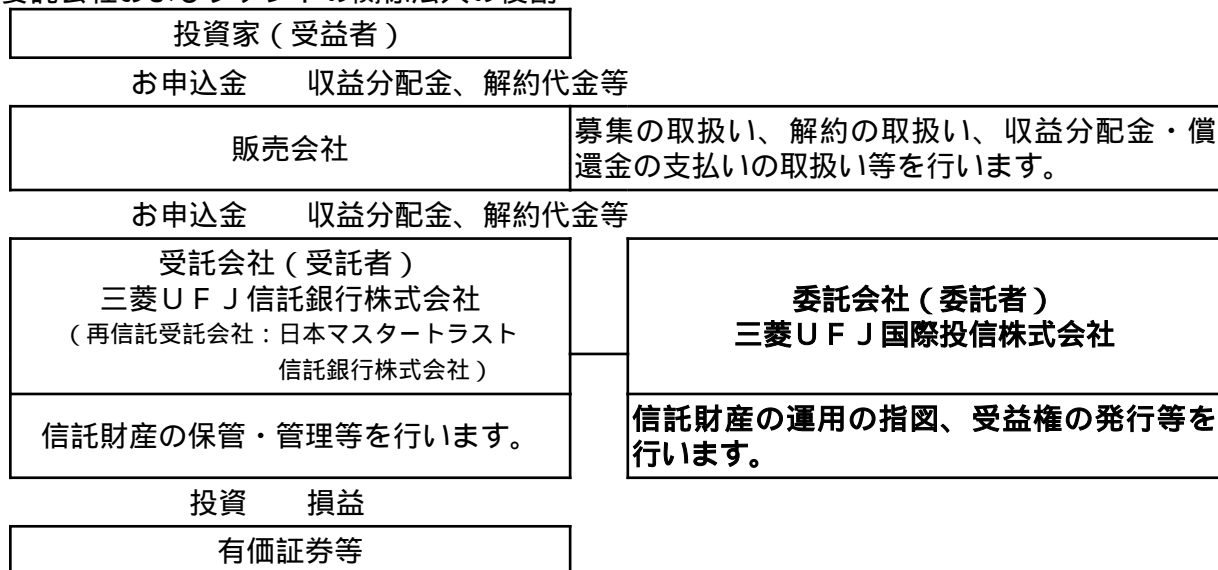 投資家（受益者）
お申込金　　収益分配金、解約代金等
販売会社
募集の取扱い、解約の取扱い、収益分配金・償
還金の支払いの取扱い等を行います。
お申込金　　収益分配金、解約代金等
受託会社（受託者）
三菱ＵＦＪ信託銀行株式会社
（再信託受託会社：日本マスタートラスト
信託銀行株式会社）
委託会社（委託者）
三菱ＵＦＪ国際投信株式会社
信託財産の保管・管理等を行います。
信託財産の運用の指図、受益権の発行等を
行います。
投資　　損益
有価証券等